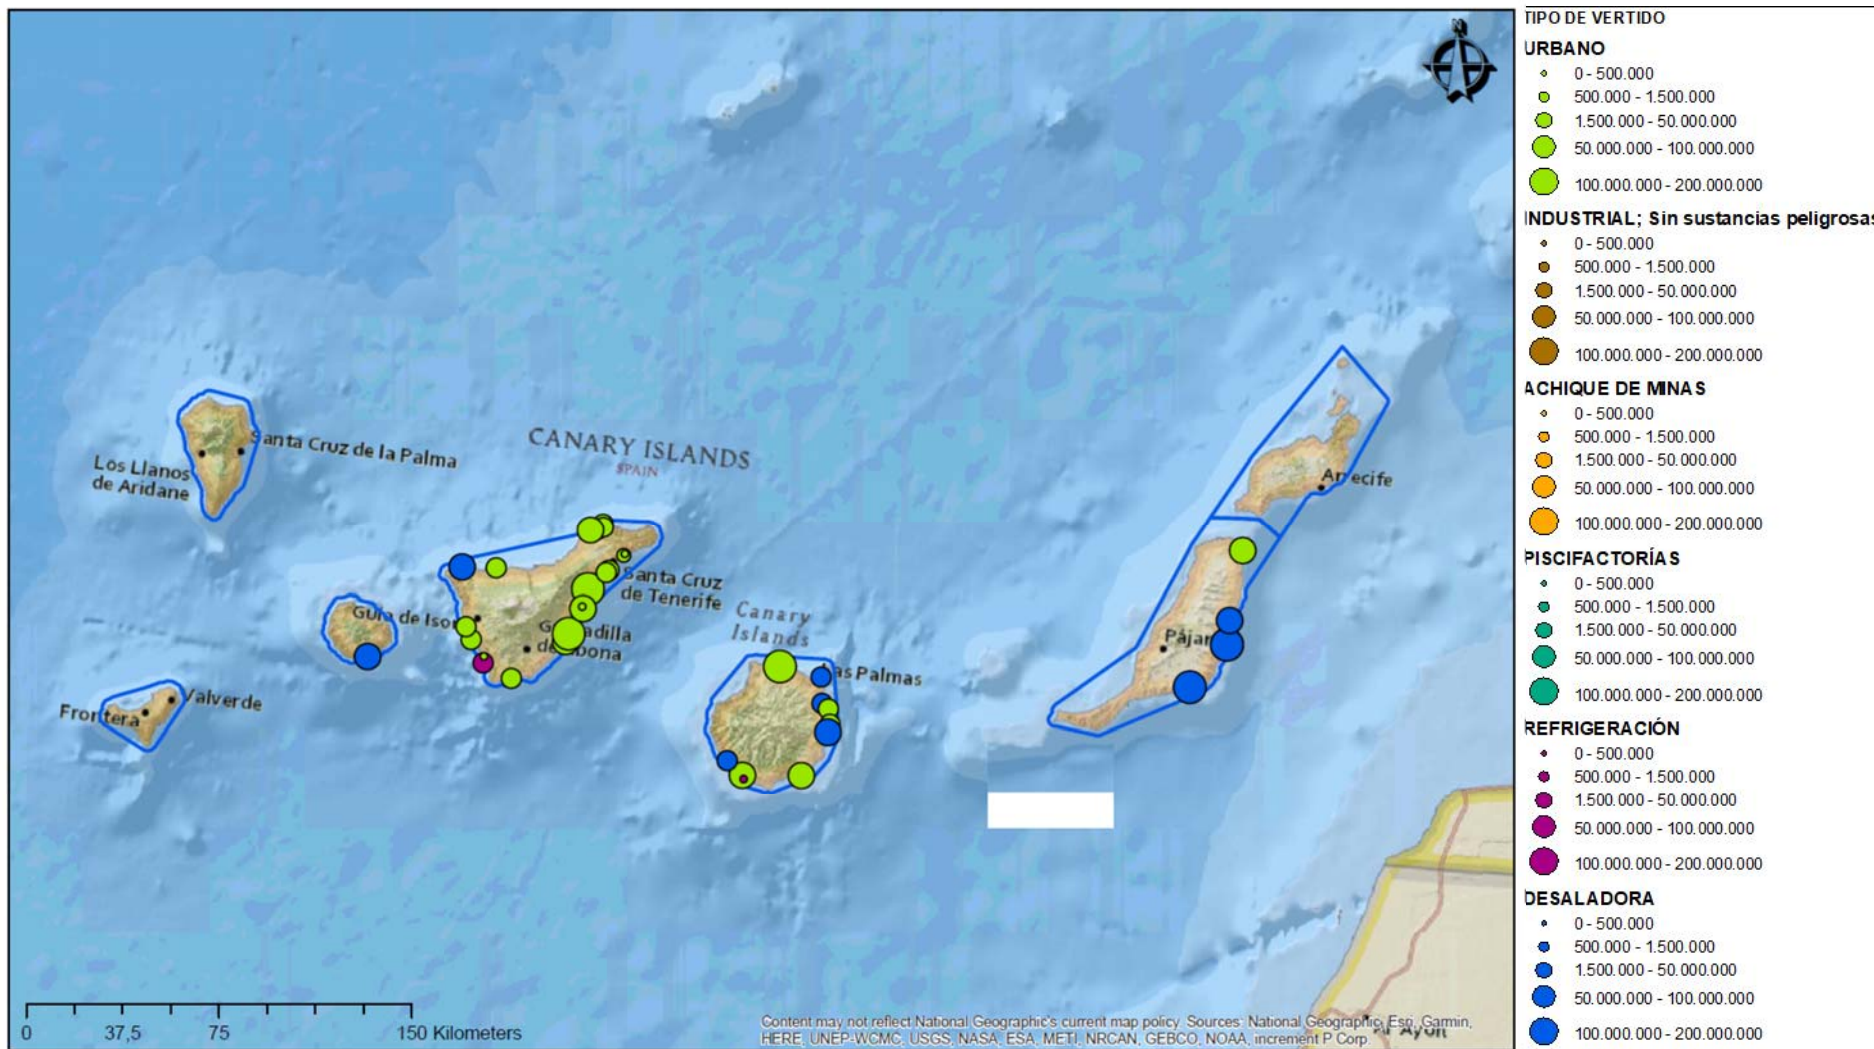 N
Santa Cruz de la Palma
Los Llanos
de Aridane
CANARY ISLANDS
SPAIN
Arrecife
Santa Cruz
de Tenerife
Canary
Islands
Las Palmas
Valverde
Frontera
0 37,5 75 150 Kilometers
Content may not reflect National Geographic's current map policy. Sources: National Geographic, Esri, Garmin,
HERE, UNEP-WCMC, USGS, NASA, ESA, METI, NRCAN, GEBCO, NOAA, increment P Corp.
TIPO DE VERTIDO
URBANO
0 - 500.000
500.000 - 1.500.000
1.500.000 - 50.000.000
50.000.000 - 100.000.000
100.000.000 - 200.000.000
INDUSTRIAL; Sin sustancias peligrosas
0 - 500.000
500.000 - 1.500.000
1.500.000 - 50.000.000
50.000.000 - 100.000.000
100.000.000 - 200.000.000
ACHIQUE DE MINAS
0 - 500.000
500.000 - 1.500.000
1.500.000 - 50.000.000
50.000.000 - 100.000.000
100.000.000 - 200.000.000
PISCIFACTORÍAS
0 - 500.000
500.000 - 1.500.000
1.500.000 - 50.000.000
50.000.000 - 100.000.000
100.000.000 - 200.000.000
REFRIGERACIÓN
0 - 500.000
500.000 - 1.500.000
1.500.000 - 50.000.000
50.000.000 - 100.000.000
100.000.000 - 200.000.000
DESALADORA
0 - 500.000
500.000 - 1.500.000
1.500.000 - 50.000.000
50.000.000 - 100.000.000
100.000.000 - 200.000.000